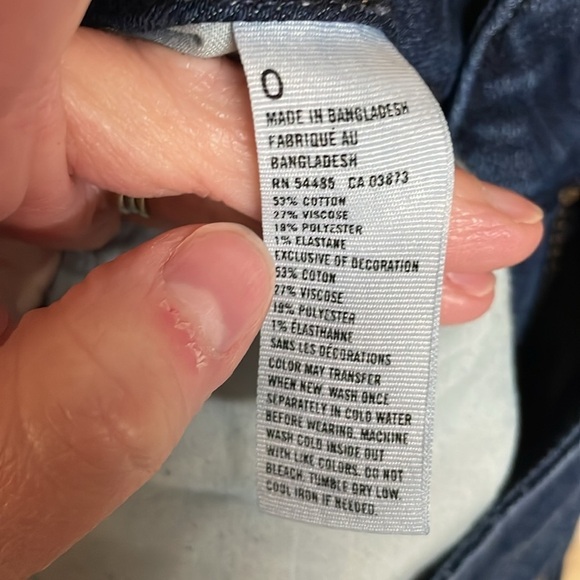 0
MADE IN BANGLADESH
FABRIQUÉ AU
BANGLADESH
RN 54485 CA 03873
53% COTTON
27% VISCOSE
19% POLYESTER
1% ELASTANE
EXCLUSIVE OF DECORATION
53% COTON
27% VISCOSE
19% POLYESTER
1% ÉLASTHANNE
SANS LES DÉCORATIONS
COLOR MAY TRANSFER
WHEN NEW. WASH ONCE
SEPARATELY IN COLD WATER
BEFORE WEARING. MACHINE
WASH COLD INSIDE OUT
WITH LIKE COLORS. DO NOT
BLEACH. TUMBLE DRY LOW.
COOL IRON IF NEEDED.